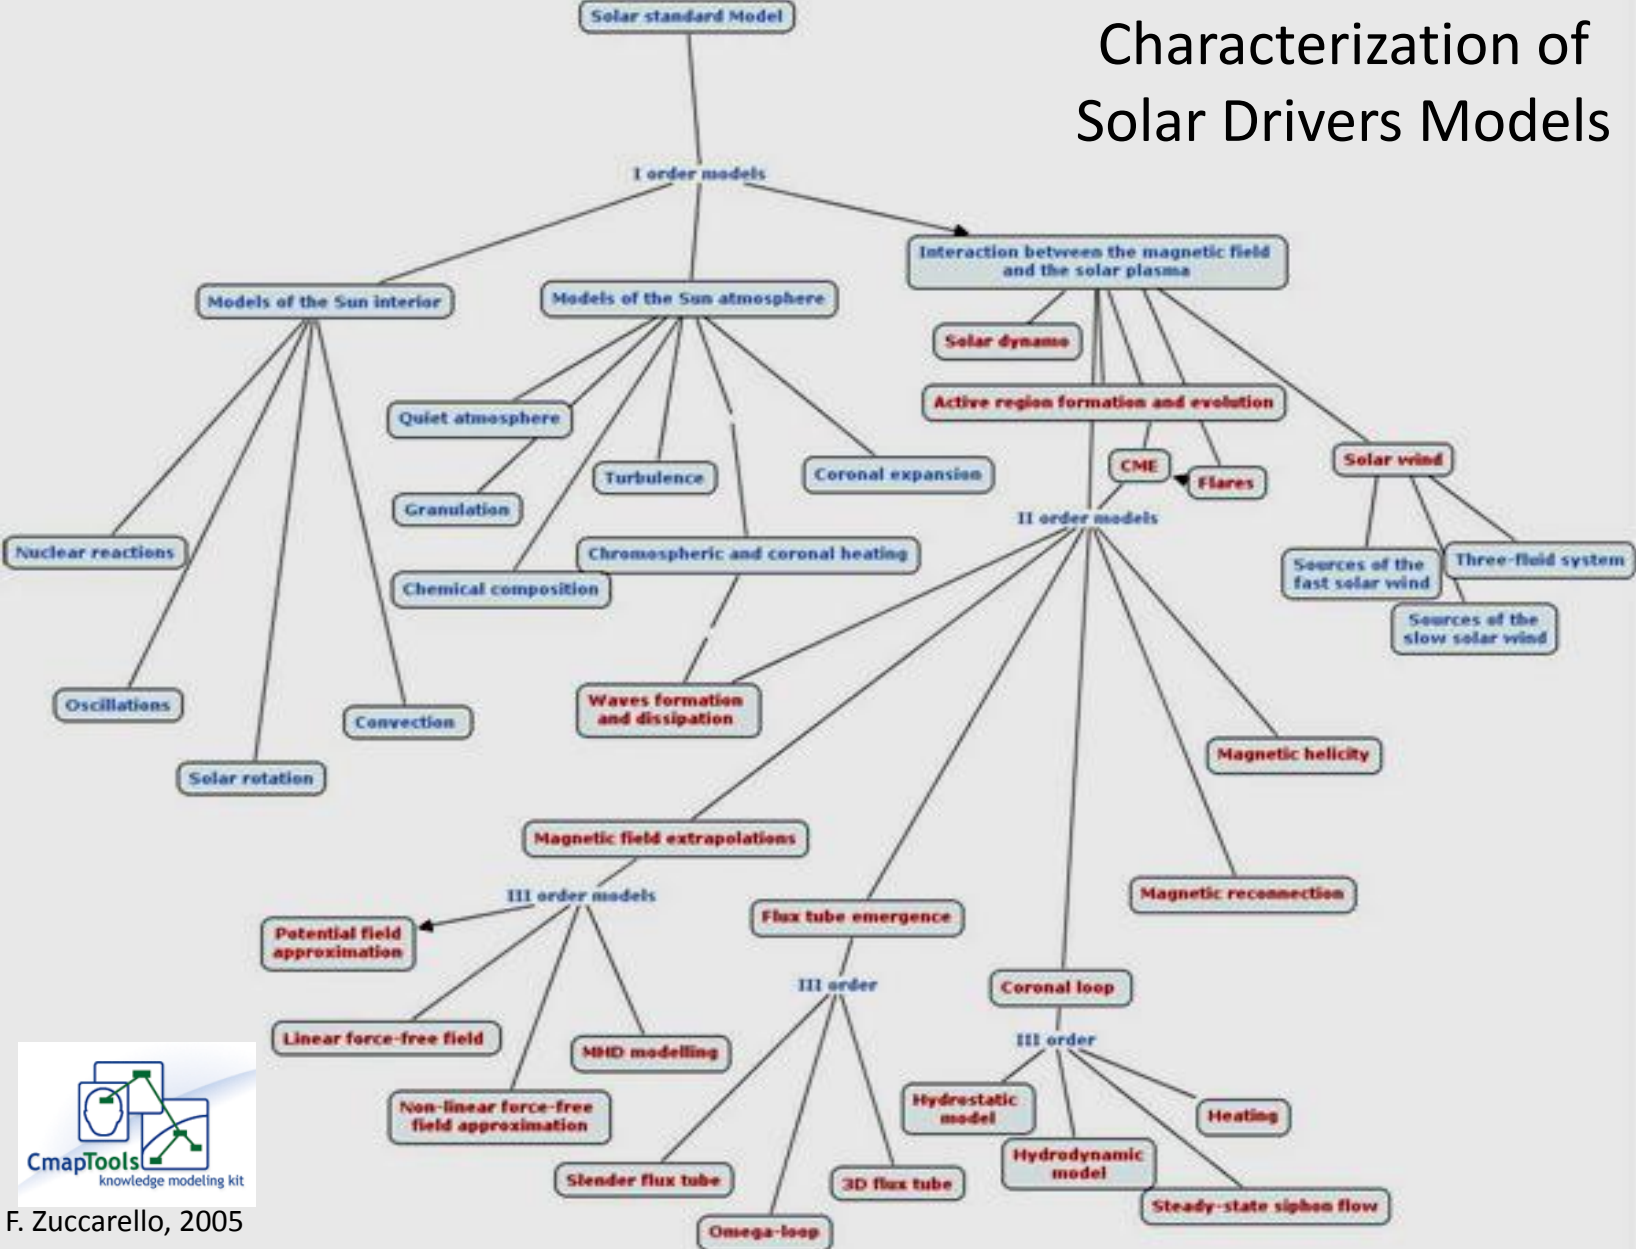 Solar standard Model
Characterization of
Solar Drivers Models
I order models
Interaction between the magnetic field
and the solar plasma
Models of the Sun interior
Models of the Sun atmosphere
Solar dynamo
Active region formation and evolution
Quiet atmosphere
CME
Flares
Solar wind
Turbulence
Coronal expansion
Granulation
II order models
Nuclear reactions
Chromospheric and coronal heating
Chemical composition
Sources of the
fast solar wind
Three-fluid system
Sources of the
slow solar wind
Oscillations
Convection
Waves formation
and dissipation
Solar rotation
Magnetic helicity
Magnetic field extrapolations
III order models
Magnetic reconnection
Potential field
approximation
Flux tube emergence
III order
Coronal loop
Linear force-free field
MHD modelling
III order
Non-linear force-free
field approximation
Hydrostatic
model
Heating
Hydrodynamic
model
Slender flux tube
3D flux tube
Steady-state siphon flow
Omega-loop
CmapTools
knowledge modeling kit
F. Zuccarello, 2005